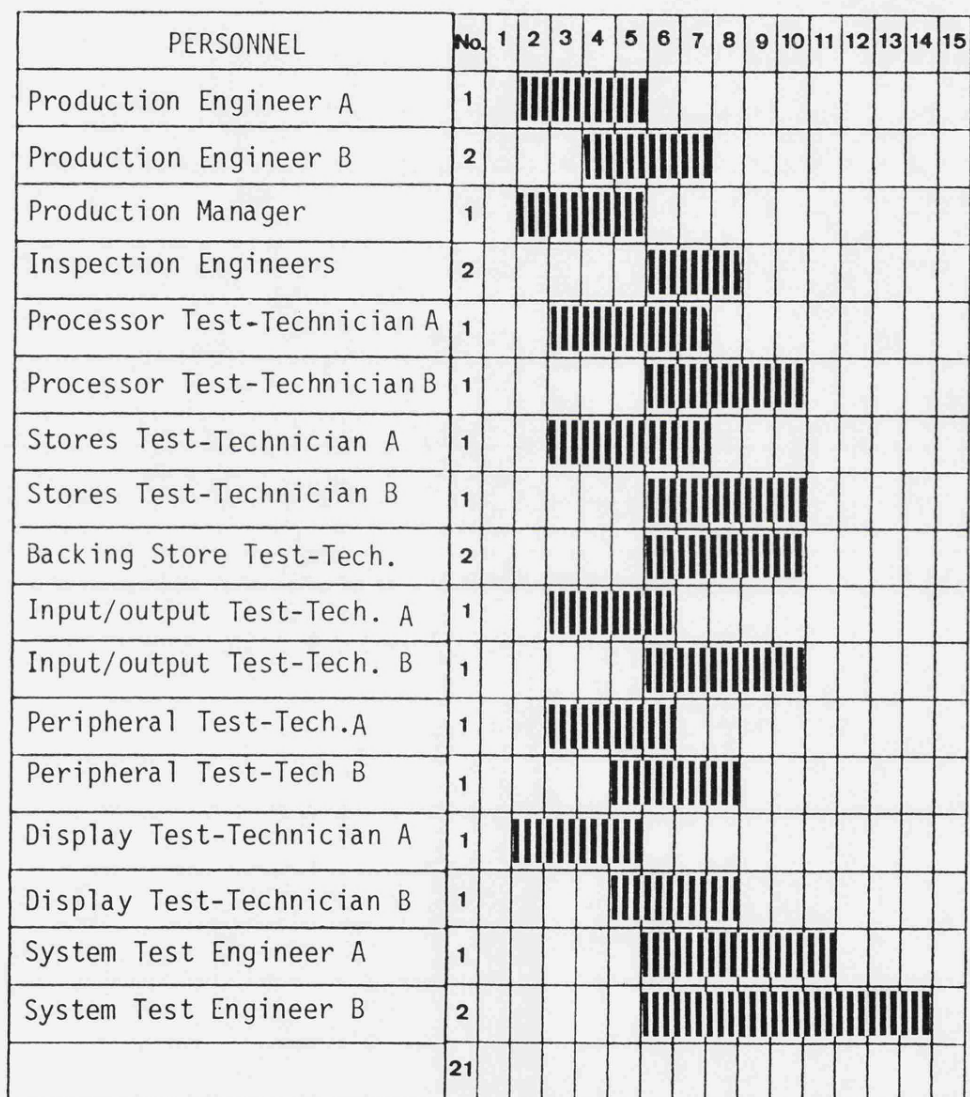 PERSONNEL No. 1 2 3 4 5 6 7 8 9 10 11 12 13 14 15
Production Engineer A 1
Production Engineer B 2
Production Manager 1
Inspection Engineers 2
Processor Test-Technician A 1
Processor Test-Technician B 1
Stores Test-Technician A 1
Stores Test-Technician B 1
Backing Store Test-Tech. 2
Input/output Test-Tech. A 1
Input/output Test-Tech. B 1
Peripheral Test-Tech.A 1
Peripheral Test-Tech B 1
Display Test-Technician A 1
Display Test-Technician B 1
System Test Engineer A 1
System Test Engineer B 2
21